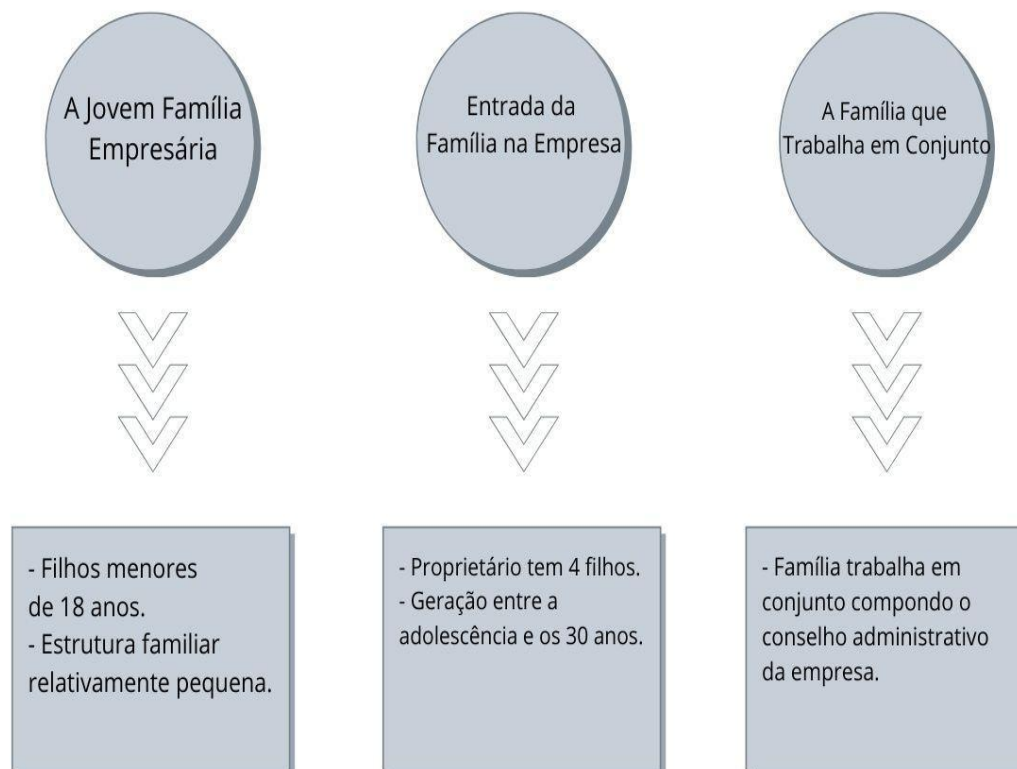 A Jovem Família
Empresária
Entrada da
Família na Empresa
A Família que
Trabalha em Conjunto
- Filhos menores
de 18 anos.
- Estrutura familiar
relativamente pequena.
- Proprietário tem 4 filhos.
- Geração entre a
adolescência e os 30 anos.
- Família trabalha em
conjunto compondo o
conselho administrativo
da empresa.